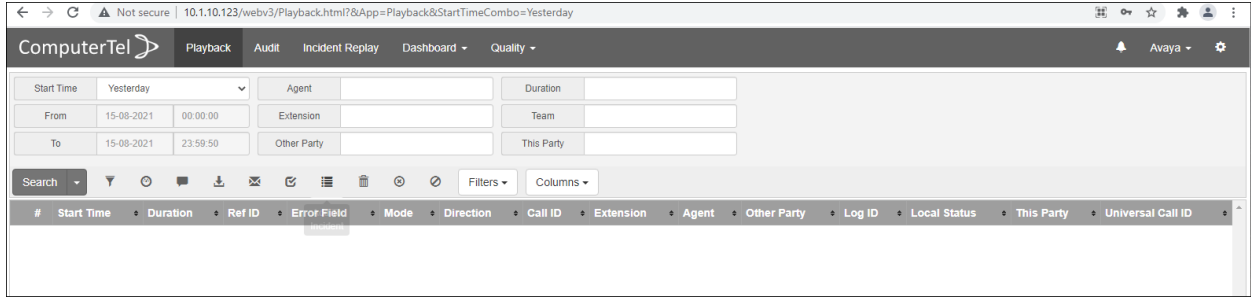 Not secure | 10.1.10.123/webv3/Playback.html?&App=Playback&StartTimeCombo=Yesterday
ComputerTel Playback Audit Incident Replay Dashboard Quality Avaya
Start Time Yesterday Agent Duration
From 15-08-2021 00:00:00 Extension Team
To 15-08-2021 23:59:50 Other Party This Party
Search Filters Columns
# Start Time Duration Ref ID Error Field Mode Direction Call ID Extension Agent Other Party Log ID Local Status This Party Universal Call ID
Incident